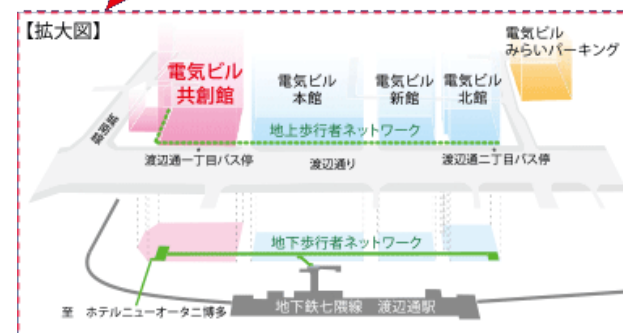 【拡大図】
電気ビル
みらいパーキング
電気ビル
共創館
電気ビル
本館
電気ビル
新館
電気ビル
北館
地上歩行者ネットワーク
渡辺通一丁目バス停
渡辺通り
渡辺通二丁目バス停
地下歩行者ネットワーク
至 ホテルニューオータニ博多
地下鉄七隈線 渡辺通駅